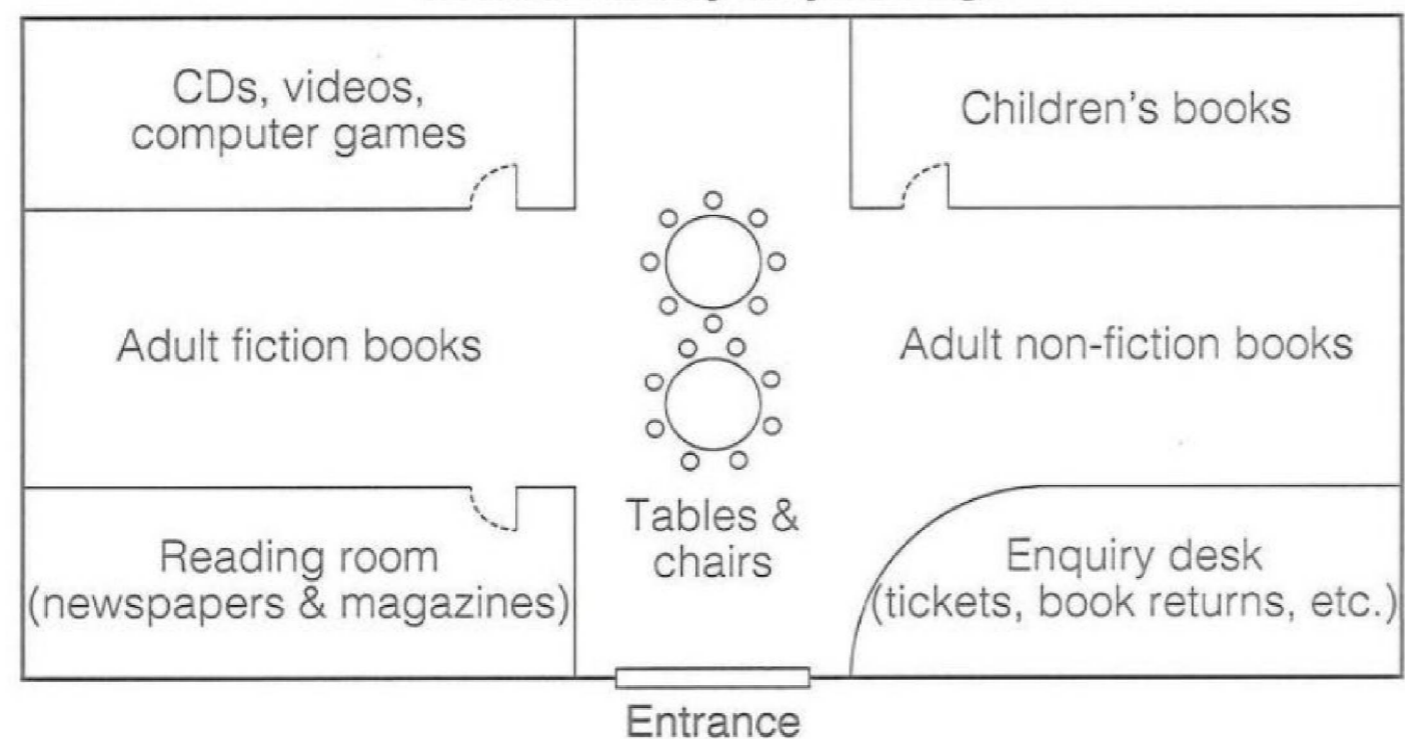 CDs, videos,
computer games
Children's books
Adult fiction books
Adult non-fiction books
Tables &
chairs
Reading room
(newspapers & magazines)
Enquiry desk
(tickets, book returns, etc.)
Entrance